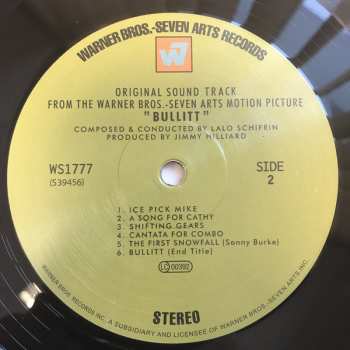 WARNER BROS.-SEVEN ARTS RECORDS
W7
ORIGINAL SOUND TRACK
FROM THE WARNER BROS.-SEVEN ARTS MOTION PICTURE
"BULLITT"
COMPOSED & CONDUCTED BY LALO SCHIFRIN
PRODUCED BY JIMMY HILLIARD
WS1777
(539456)
SIDE
2
1. ICE PICK MIKE
2. A SONG FOR CATHY
3. SHIFTING GEARS
4. CANTATA FOR COMBO
5. THE FIRST SNOWFALL (Sonny Burke)
6. BULLITT (End Title)
LC 00392
STEREO
WARNER BROS. RECORDS INC. A SUBSIDIARY AND LICENSEE OF WARNER BROS.-SEVEN ARTS INC.